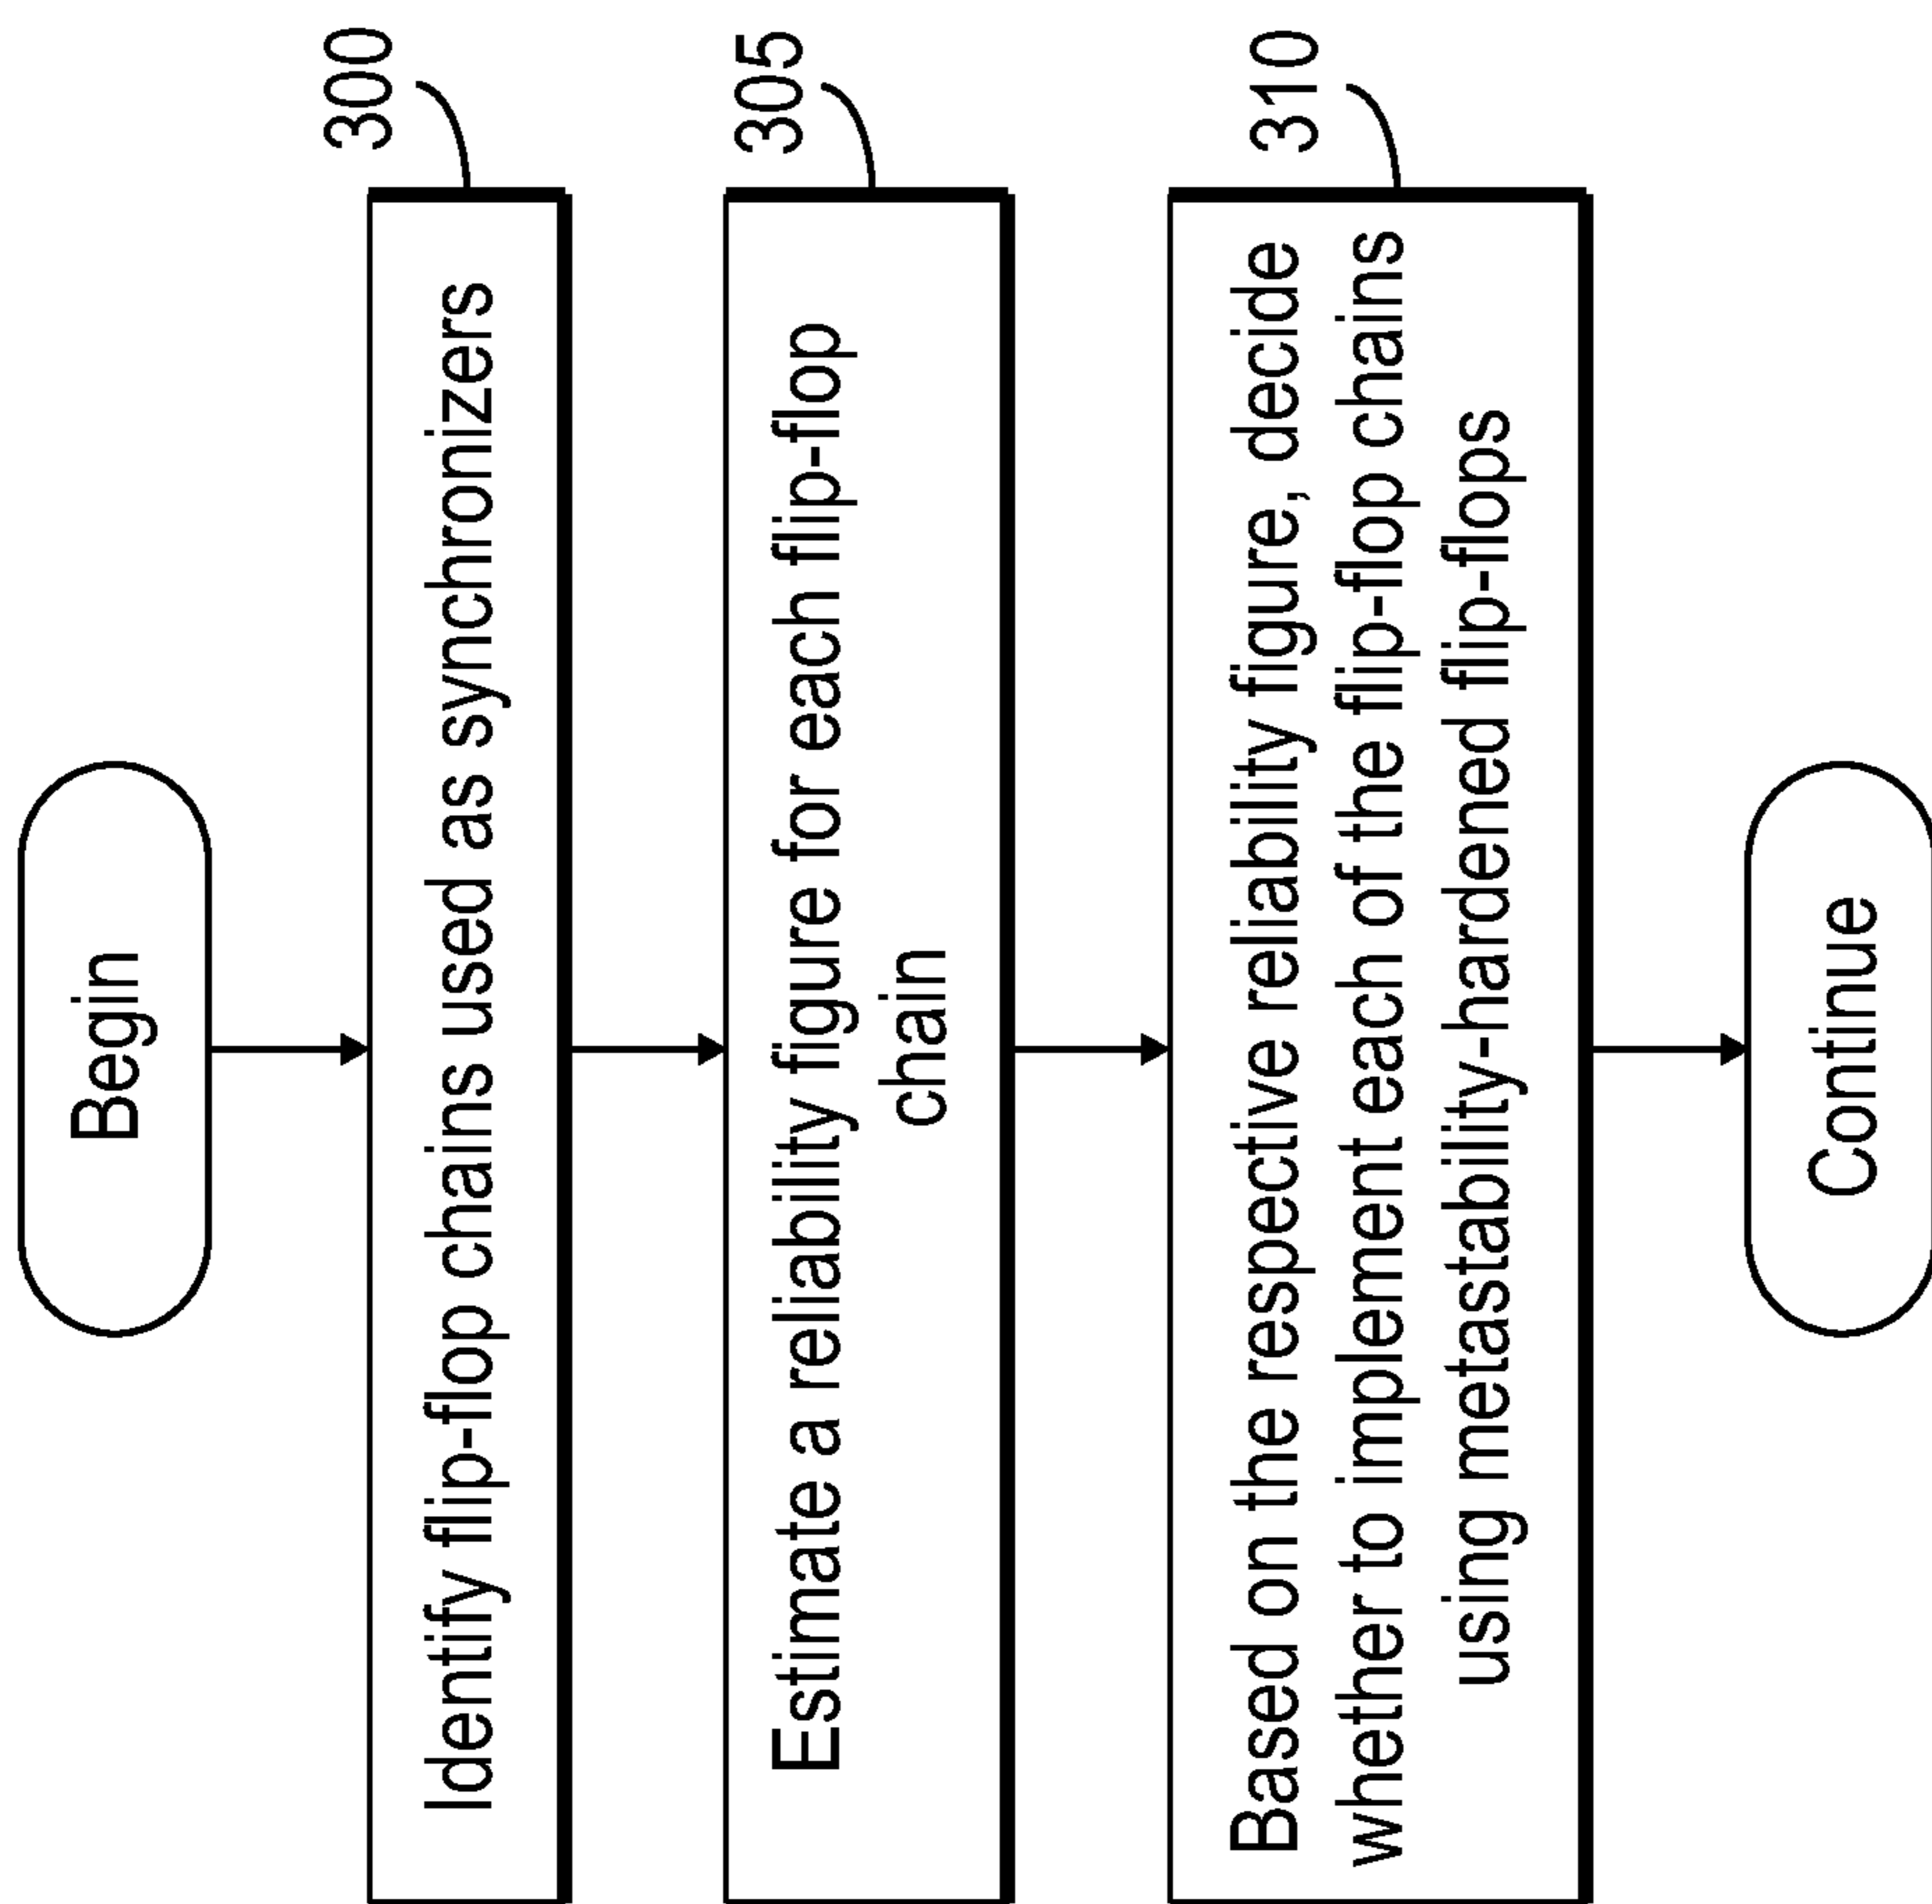 Begin
300
Identify flip-flop chains used as synchronizers
305
Estimate a reliability figure for each flip-flop
chain
310
Based on the respective reliability figure, decide
whether to implement each of the flip-flop chains
using metastability-hardened flip-flops
Continue